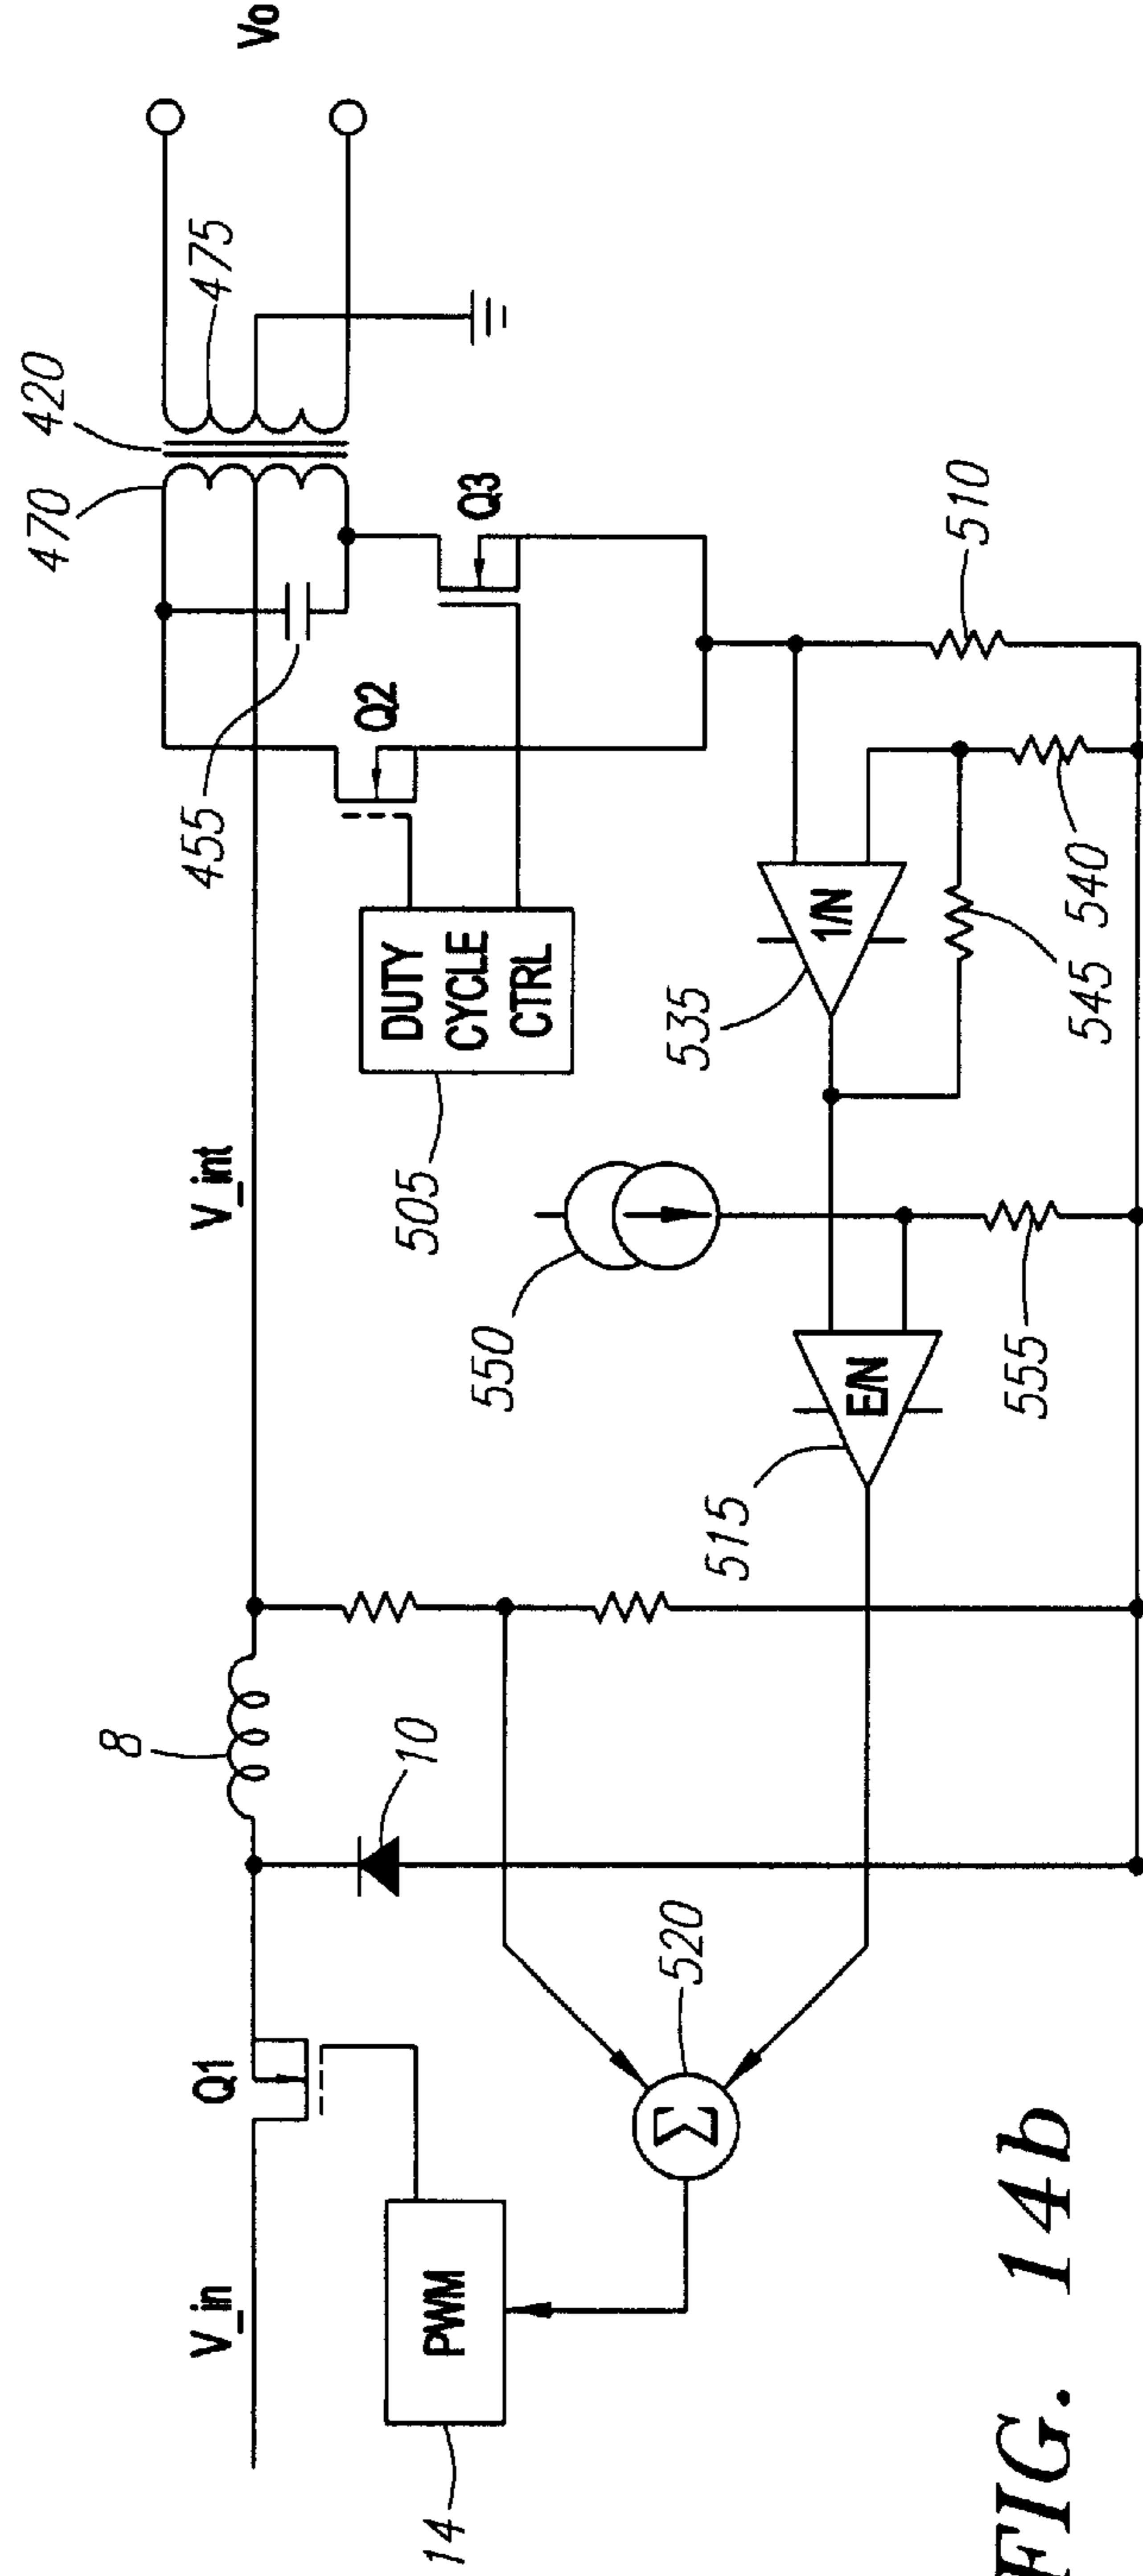 V_in
Q1
8
V_int
470
420
475
Vo
10
455
Q2
Q3
14
PWM
DUTY
CYCLE
CTRL
505
520
Σ
550
515
E/N
535
1/N
510
555
545
540
FIG. 14b